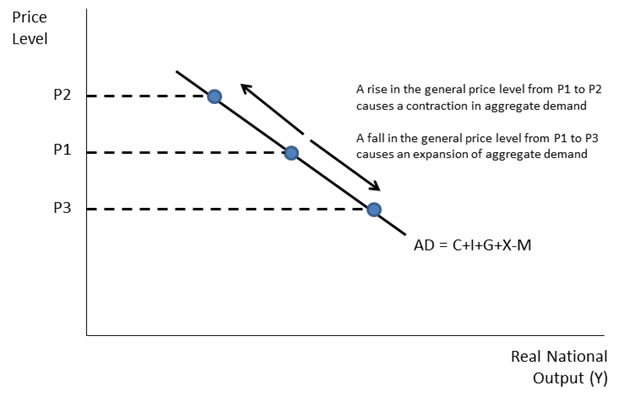 Price
Level
P2
A rise in the general price level from P1 to P2
causes a contraction in aggregate demand
A fall in the general price level from P1 to P3
causes an expansion of aggregate demand
P1
P3
AD = C+I+G+X-M
Real National
Output (Y)